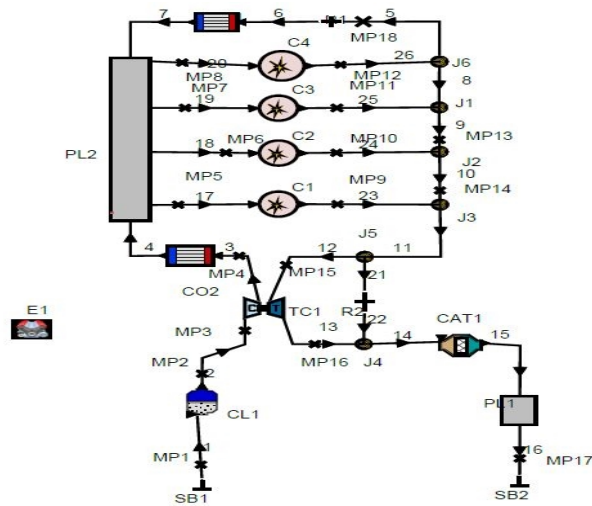 7 6 R1 5
MP18
C4 26
20 MP12 J6
MP8
MP7 C3 MP11 8
19 25 J1
C2 9
MP13
18 MP6 MP10
24 J2
PL2 10
MP5 C1 MP9 MP14
17 23
J3
J5
4 3 12 11
MP4 MP15 21
CO2
E1 TC1 R2 CAT1
MP3 22
13 14 15
MP2 MP16 J4
2
CL1 PL1
1 16
MP1 MP17
SB1 SB2